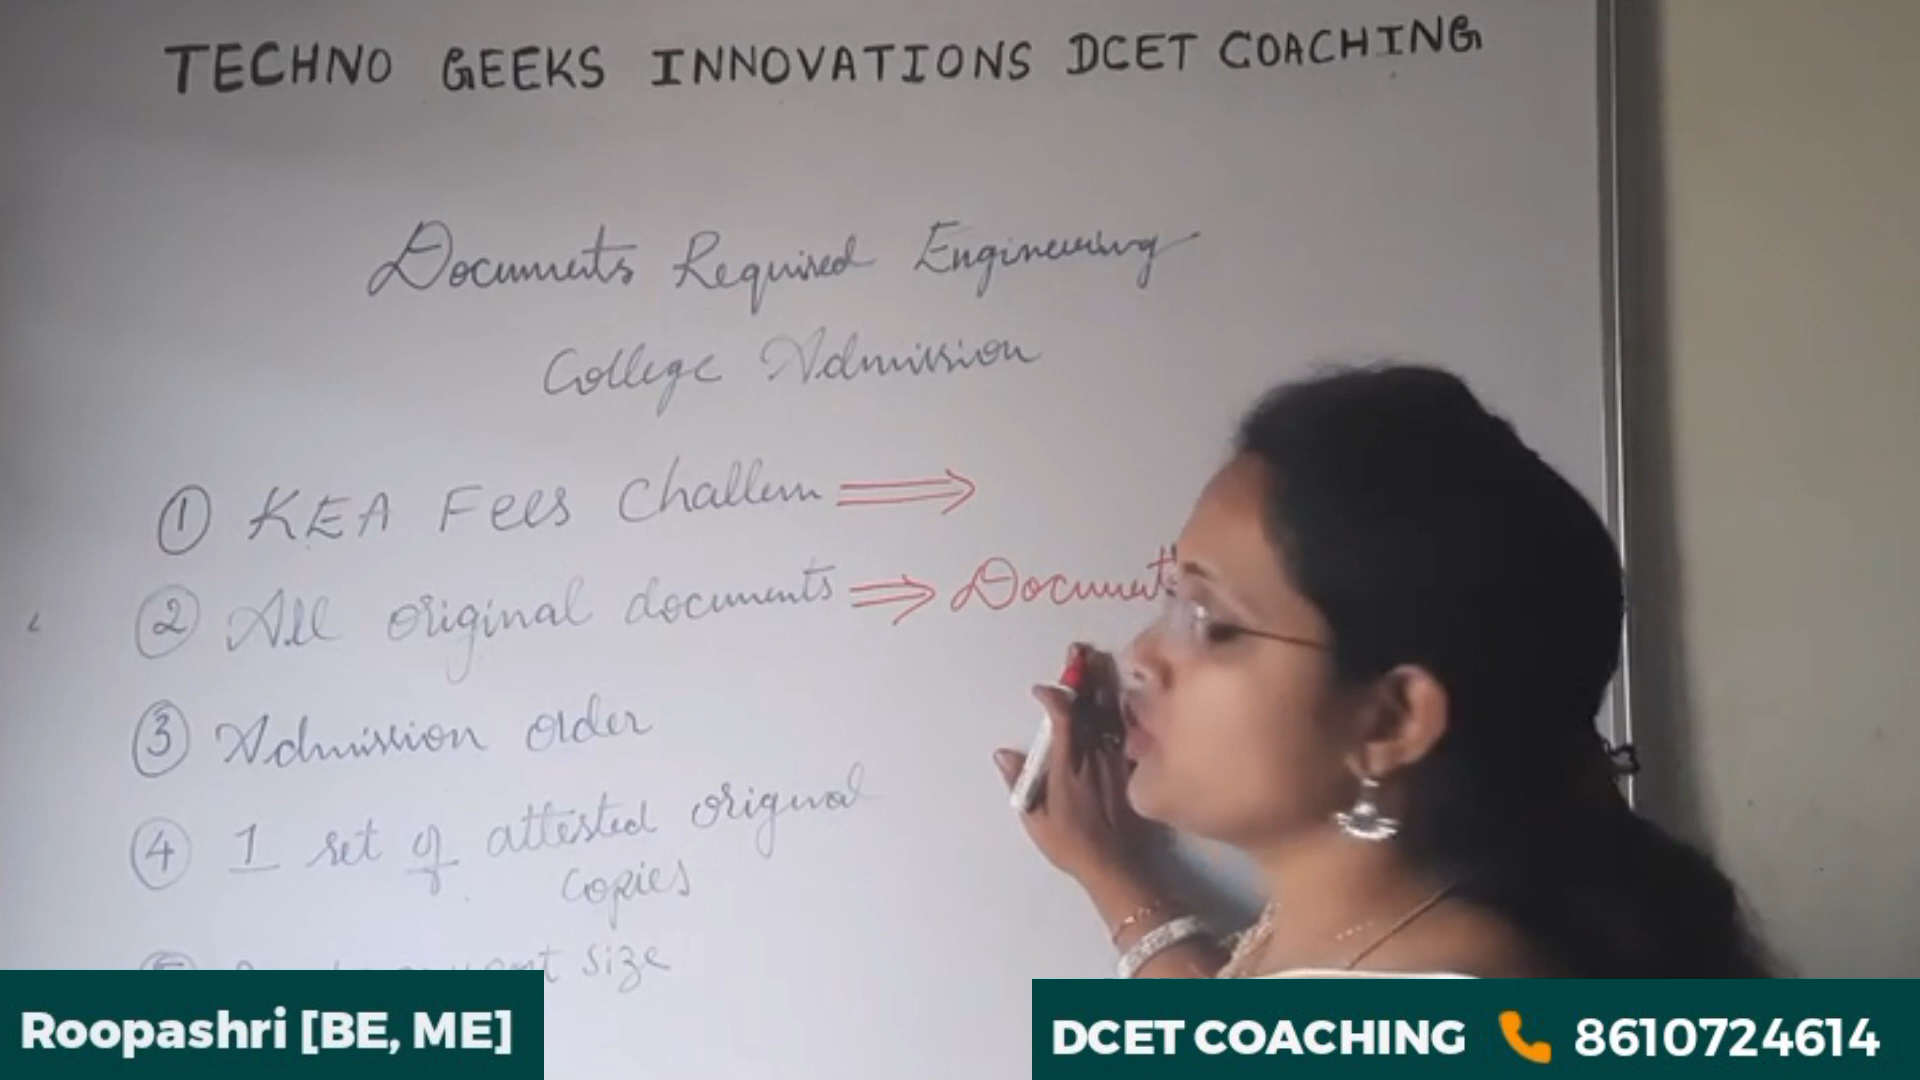 TECHNO GEEKS INNOVATIONS DCET COACHING
Documents Required Engineering
College Admission
① KEA Fees Challen ⇒
② All original documents ⇒ Document
③ Admission order
④ 1 set of attested original
copies
size
Roopashri [BE, ME]
DCET COACHING 8610724614